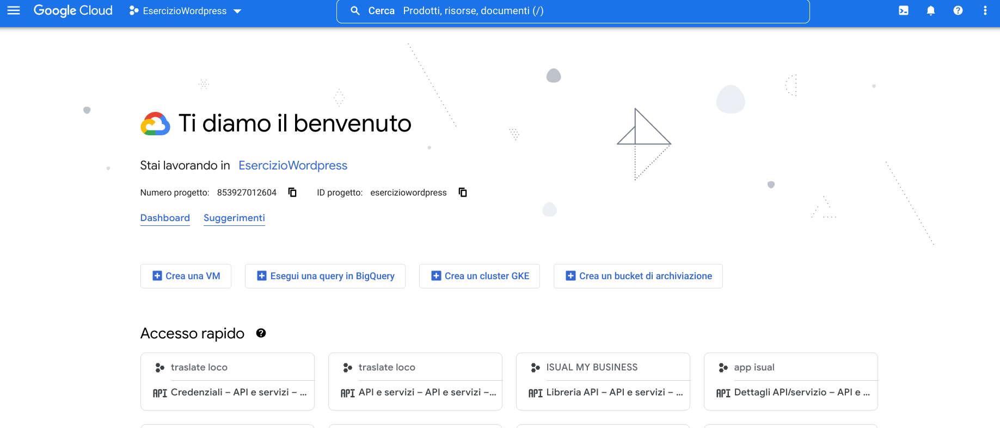 Google Cloud EsercizioWordpress Cerca Prodotti, risorse, documenti (/)
Ti diamo il benvenuto
Stai lavorando in EsercizioWordpress
Numero progetto: 853927012604 ID progetto: eserciziowordpress
Dashboard Suggerimenti
Crea una VM Esegui una query in BigQuery Crea un cluster GKE Crea un bucket di archiviazione
Accesso rapido
traslate loco traslate loco ISUAL MY BUSINESS app isual
API Credenziali – API e servizi – ... API API e servizi – API e servizi –... API Libreria API – API e servizi – ... API Dettagli API/servizio – API e ...